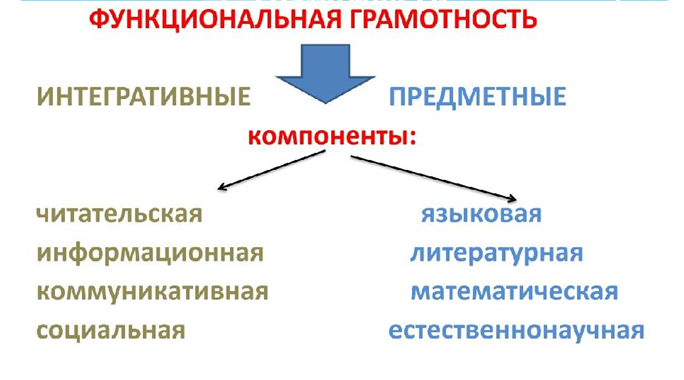 ФУНКЦИОНАЛЬНАЯ ГРАМОТНОСТЬ
ИНТЕГРАТИВНЫЕ ПРЕДМЕТНЫЕ
компоненты:
читательская языковая
информационная литературная
коммуникативная математическая
социальная естественнонаучная